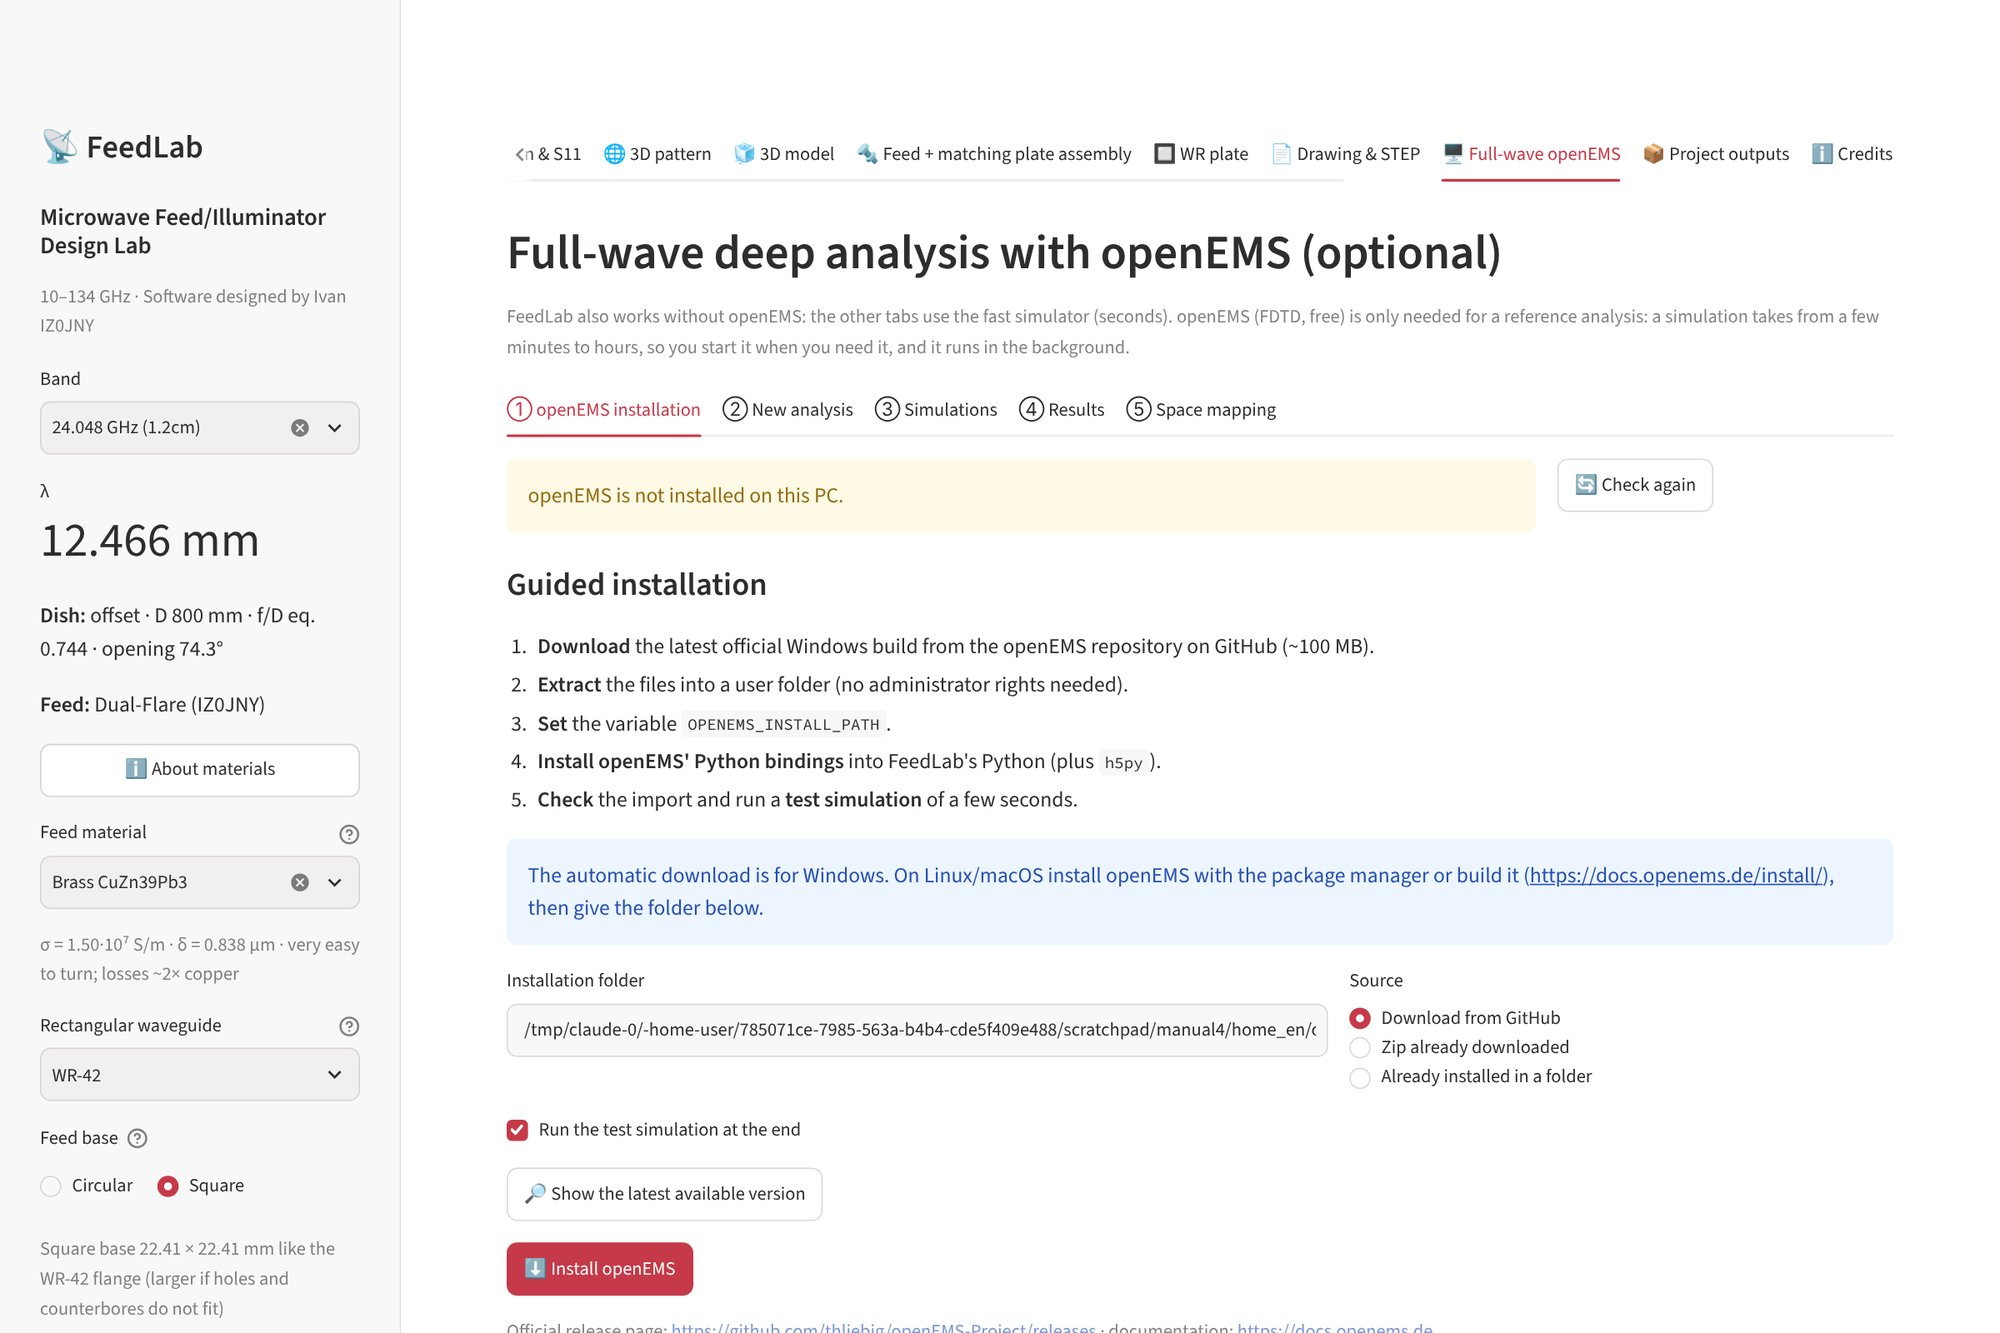 FeedLab
Microwave Feed/Illuminator
Design Lab
10–134 GHz · Software designed by Ivan
IZ0JNY
Band
24.048 GHz (1.2cm)
λ
12.466 mm
Dish: offset · D 800 mm · f/D eq.
0.744 · opening 74.3°
Feed: Dual-Flare (IZ0JNY)
About materials
Feed material
Brass CuZn39Pb3
σ = 1.50·10⁷ S/m · δ = 0.838 µm · very easy
to turn; losses ~2× copper
Rectangular waveguide
WR-42
Feed base
Circular Square
Square base 22.41 × 22.41 mm like the
WR-42 flange (larger if holes and
counterbores do not fit)
n & S11 3D pattern 3D model Feed + matching plate assembly WR plate Drawing & STEP Full-wave openEMS Project outputs Credits
Full-wave deep analysis with openEMS (optional)
FeedLab also works without openEMS: the other tabs use the fast simulator (seconds). openEMS (FDTD, free) is only needed for a reference analysis: a simulation takes from a few
minutes to hours, so you start it when you need it, and it runs in the background.
① openEMS installation ② New analysis ③ Simulations ④ Results ⑤ Space mapping
openEMS is not installed on this PC.
Check again
Guided installation
1. Download the latest official Windows build from the openEMS repository on GitHub (~100 MB).
2. Extract the files into a user folder (no administrator rights needed).
3. Set the variable OPENEMS_INSTALL_PATH.
4. Install openEMS' Python bindings into FeedLab's Python (plus h5py).
5. Check the import and run a test simulation of a few seconds.
The automatic download is for Windows. On Linux/macOS install openEMS with the package manager or build it (https://docs.openems.de/install/),
then give the folder below.
Installation folder
/tmp/claude-0/-home-user/785071ce-7985-563a-b4b4-cde5f409e488/scratchpad/manual4/home_en/
Source
Download from GitHub
Zip already downloaded
Already installed in a folder
Run the test simulation at the end
Show the latest available version
Install openEMS
Official release page: https://github.com/thliebig/openEMS-Project/releases · documentation: https://docs.openems.de